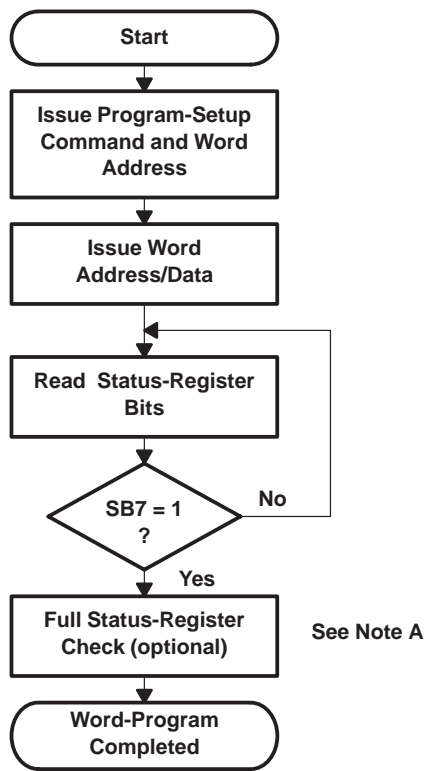 Start
Issue Program-Setup
Command and Word
Address
Issue Word
Address/Data
Read Status-Register
Bits
SB7 = 1
?
No
Yes
Full Status-Register
Check (optional)
See Note A
Word-Program
Completed